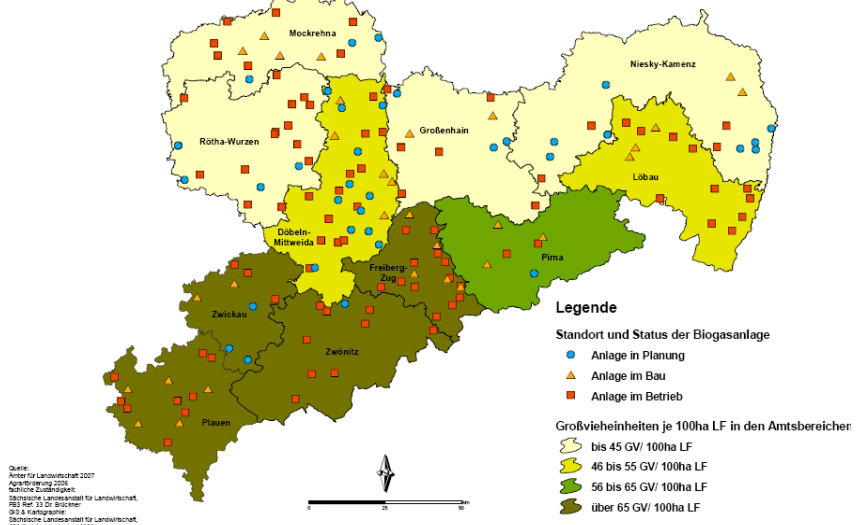 Mockrehna
Niesky-Kamenz
Großenhain
Rötha-Wurzen
Löbau
Döbeln-
Mittweida
Pirna
Freiberg-
Zug
Zwickau
Zwönitz
Plauen
Legende
Standort und Status der Biogasanlage
Anlage in Planung
Anlage im Bau
Anlage im Betrieb
Großvieheinheiten je 100ha LF in den Amtsbereichen
bis 45 GV/ 100ha LF
46 bis 55 GV/ 100ha LF
56 bis 65 GV/ 100ha LF
über 65 GV/ 100ha LF
Quelle:
Ämter für Landwirtschaft 2007
Agrarförderung 2006
fachliche Zuständigkeit:
Sächsische Landesanstalt für Landwirtschaft,
FB3 Ref. 33 Dr. Brückner
GIS & Kartographie:
Sächsische Landesanstalt für Landwirtschaft,
0
25
50
km